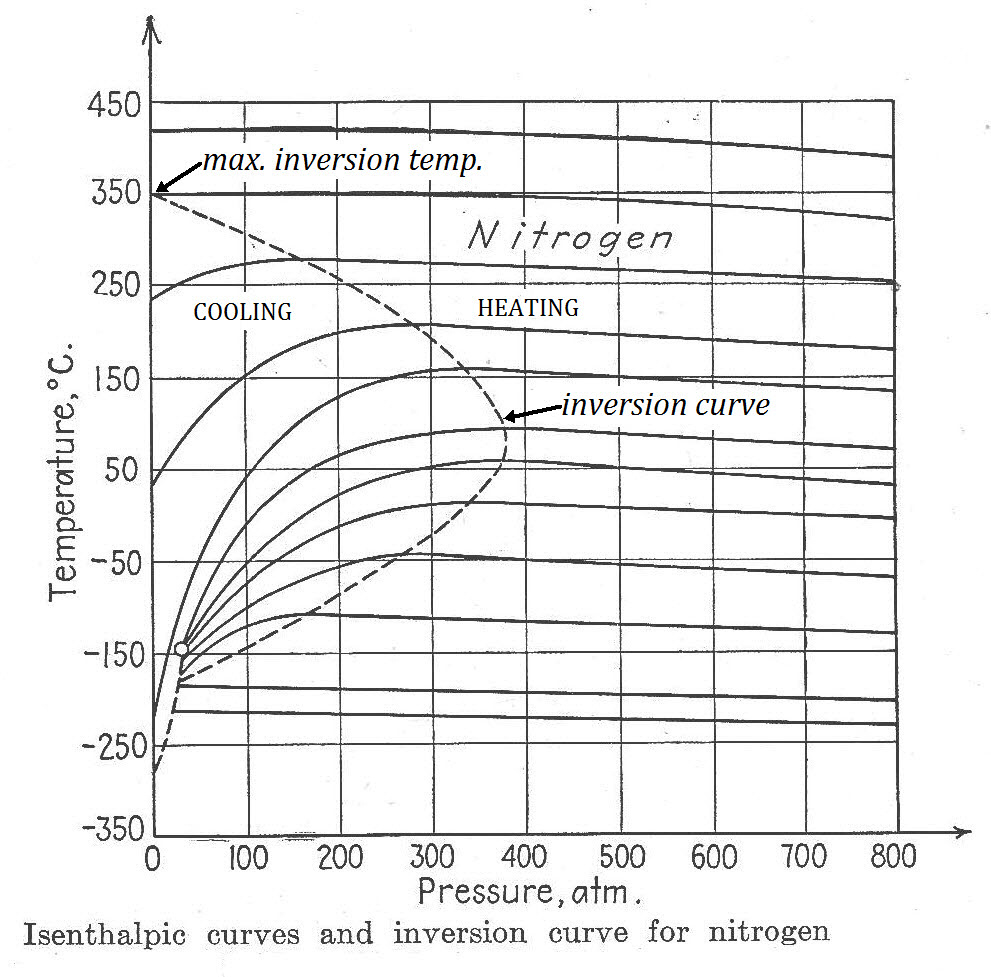 450
max. inversion temp.
350
Nitrogen
250
COOLING
HEATING
150
inversion curve
50
-50
-150
-250
-350
Temperature,°C.
0 100 200 300 400 500 600 700 800
Pressure, atm.
Isenthalpic curves and inversion curve for nitrogen